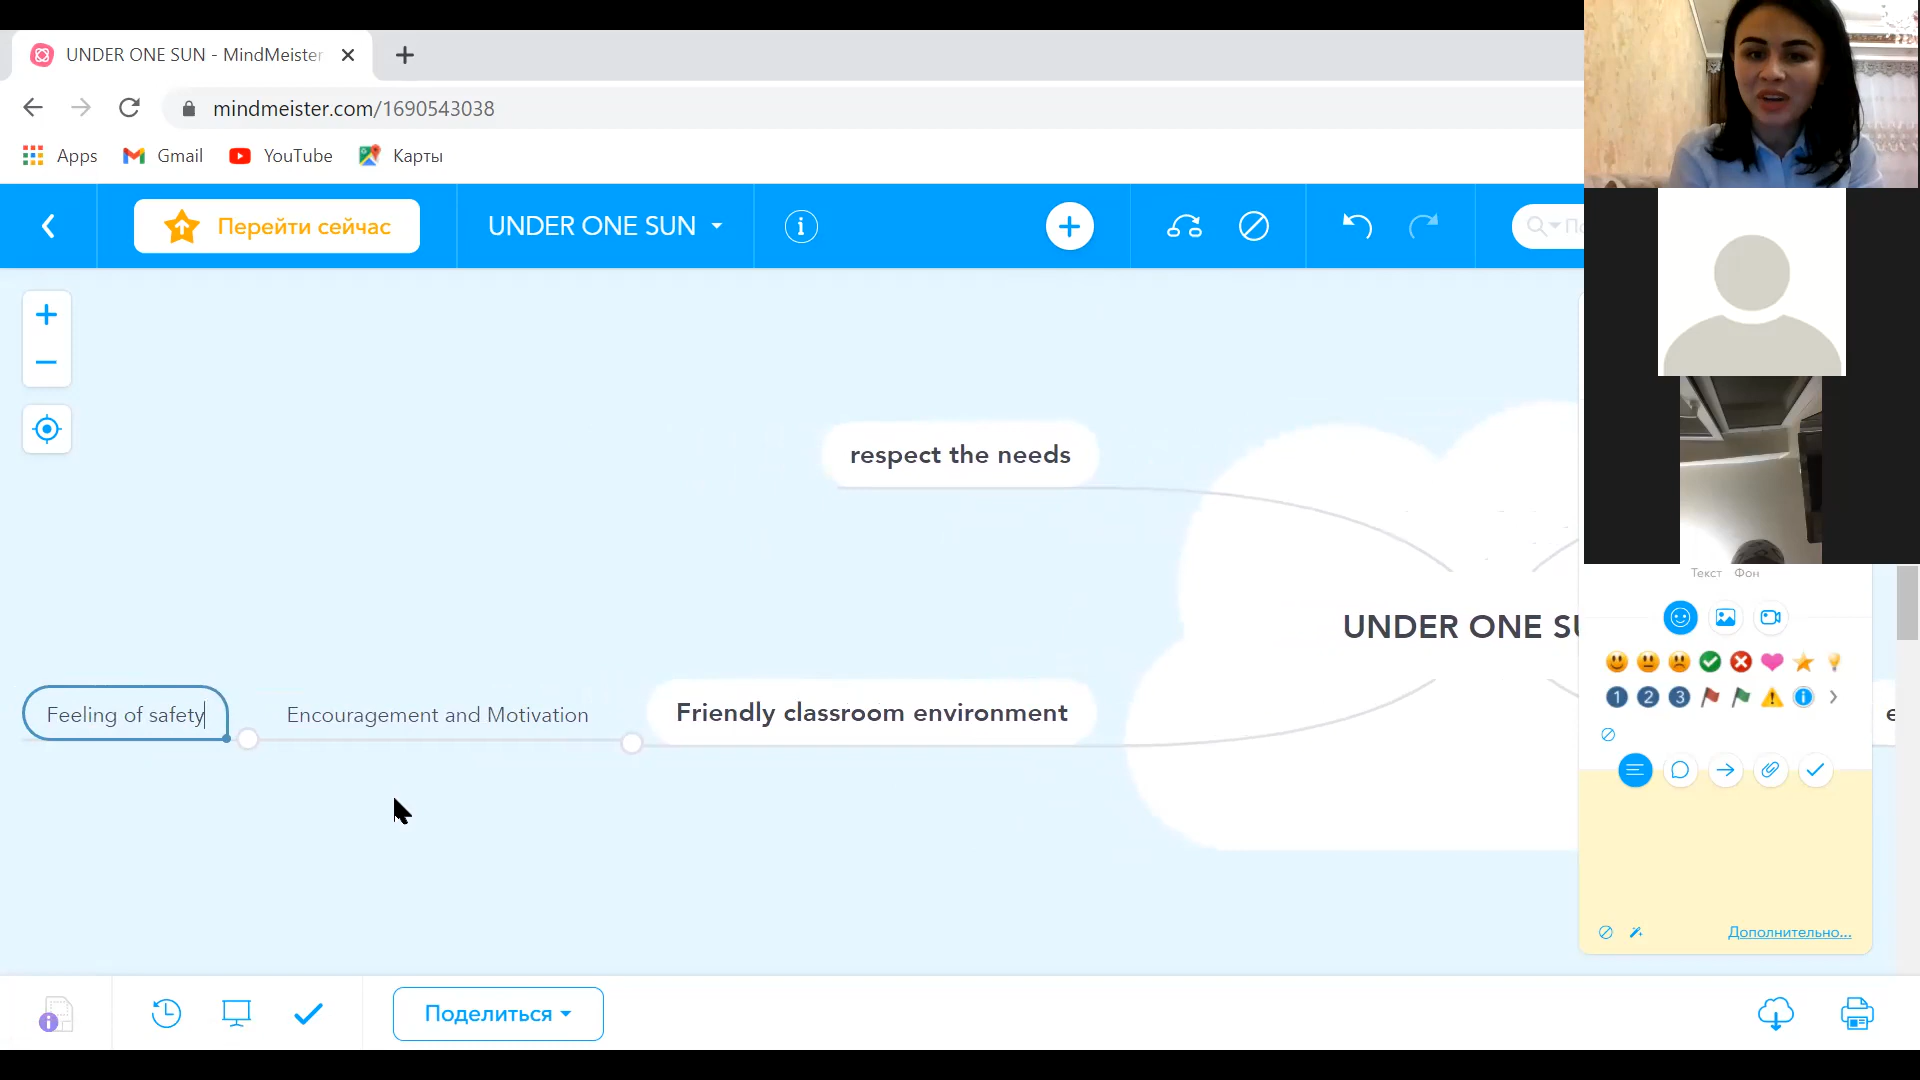 UNDER ONE SUN - MindMeister
mindmeister.com/1690543038
Apps
Gmail
YouTube
Карты
Перейти сейчас
UNDER ONE SUN
respect the needs
UNDER ONE SU
Feeling of safety
Encouragement and Motivation
Friendly classroom environment
Текст Фон
1 2 3
Дополнительно...
Поделиться